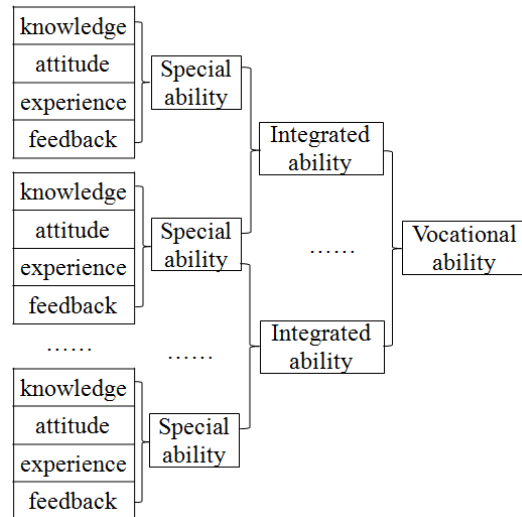 knowledge
attitude
experience
feedback
Special
ability
knowledge
attitude
experience
feedback
Special
ability
Integrated
ability
……
Integrated
ability
Vocational
ability
……
……
knowledge
attitude
experience
feedback
Special
ability